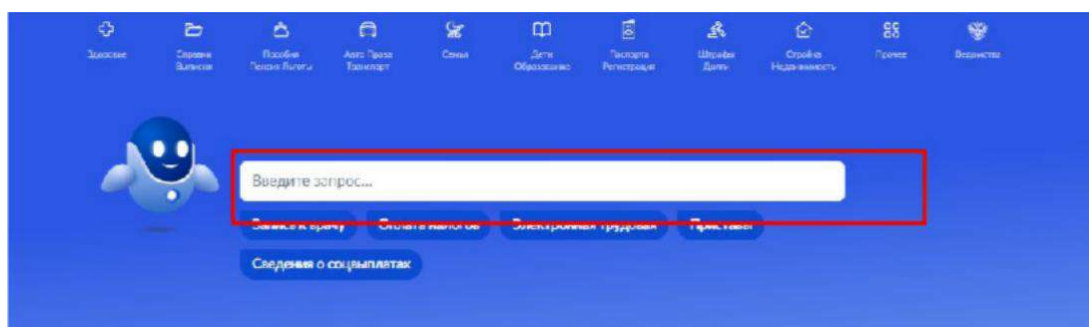 Здоровье
Справки
Выписки
Пособия
Пенсия Льготы
Авто Права
Транспорт
Семья
Дети
Образование
Паспорта
Регистрация
Штрафы
Долги
Стройка
Недвижимость
Прочее
Ведомства
Введите запрос...
Запись к врачу
Оплата налогов
Электронная трудовая
Приставы
Сведения о соцвыплатах